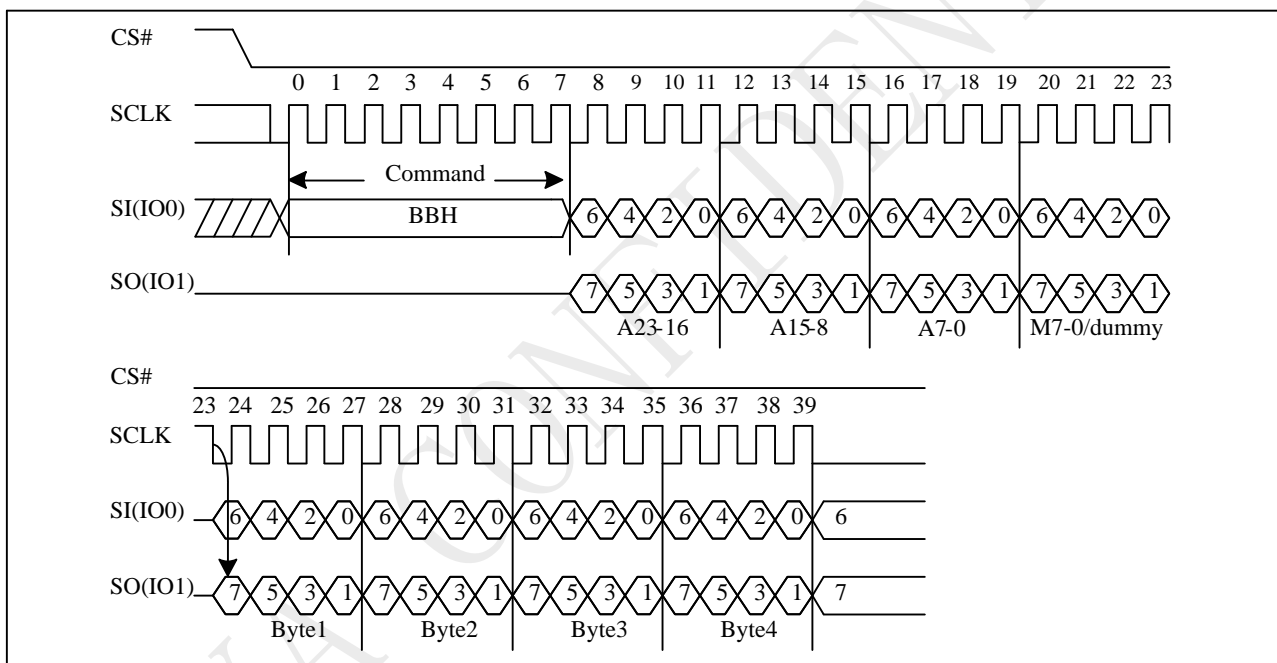 CS#
0 1 2 3 4 5 6 7 8 9 10 11 12 13 14 15 16 17 18 19 20 21 22 23
SCLK
Command
SI(IO0) BBH 6 4 2 0 6 4 2 0 6 4 2 0 6 4 2 0
SO(IO1) 7 5 3 1 7 5 3 1 7 5 3 1 7 5 3 1
A23-16 A15-8 A7-0 M7-0/dummy
CS#
23 24 25 26 27 28 29 30 31 32 33 34 35 36 37 38 39
SCLK
SI(IO0) 6 4 2 0 6 4 2 0 6 4 2 0 6 4 2 0 6
SO(IO1) 7 5 3 1 7 5 3 1 7 5 3 1 7 5 3 1 7
Byte1 Byte2 Byte3 Byte4